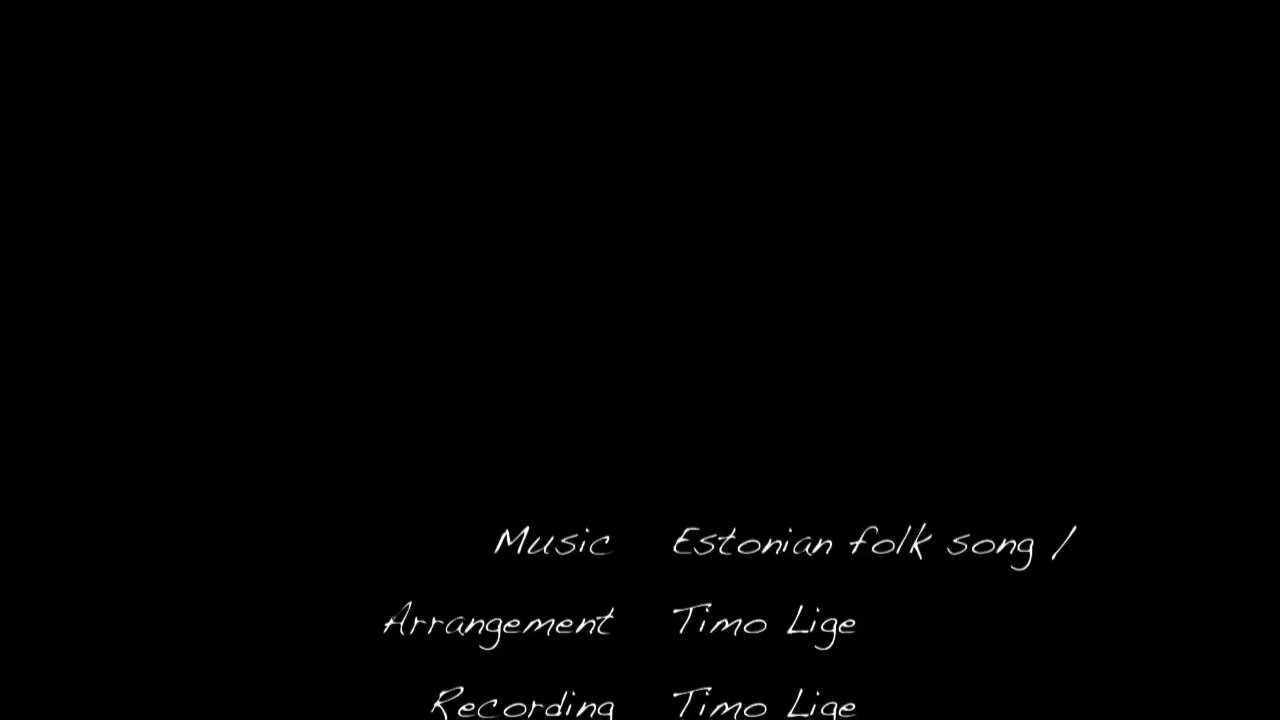 Music Estonian folk song /
Arrangement Timo Lige
Recording Timo Lige